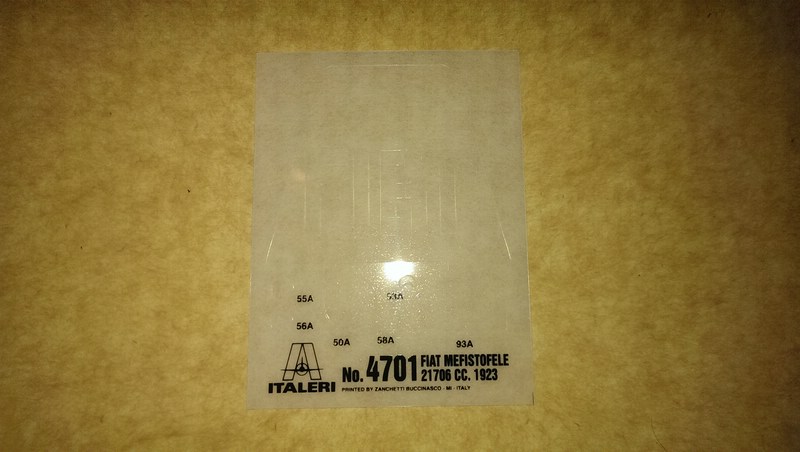 55A
53A
56A
50A
58A
93A
ITALERI
No. 4701
FIAT MEFISTOFELE
21706 CC. 1923
PRINTED BY ZANCHETTI BUCCINASCO - MI - ITALY